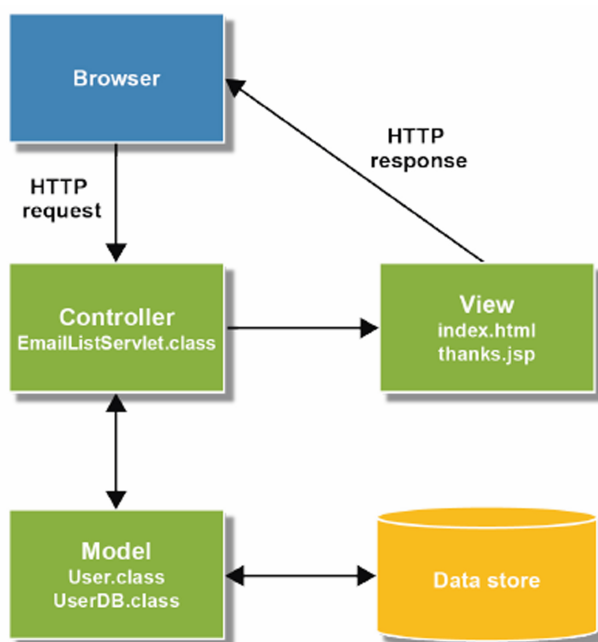 Browser
HTTP
response
HTTP
request
Controller
EmailListServlet.class
View
index.html
thanks.jsp
Model
User.class
UserDB.class
Data store